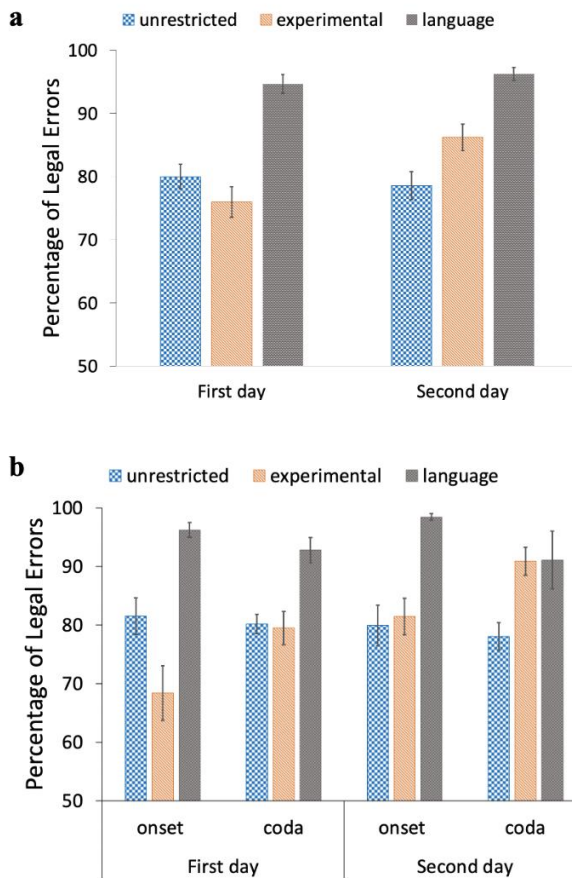 a
unrestricted experimental language
Percentage of Legal Errors
100
90
80
70
60
50
First day Second day
b
unrestricted experimental language
Percentage of Legal Errors
100
90
80
70
60
50
onset coda onset coda
First day Second day